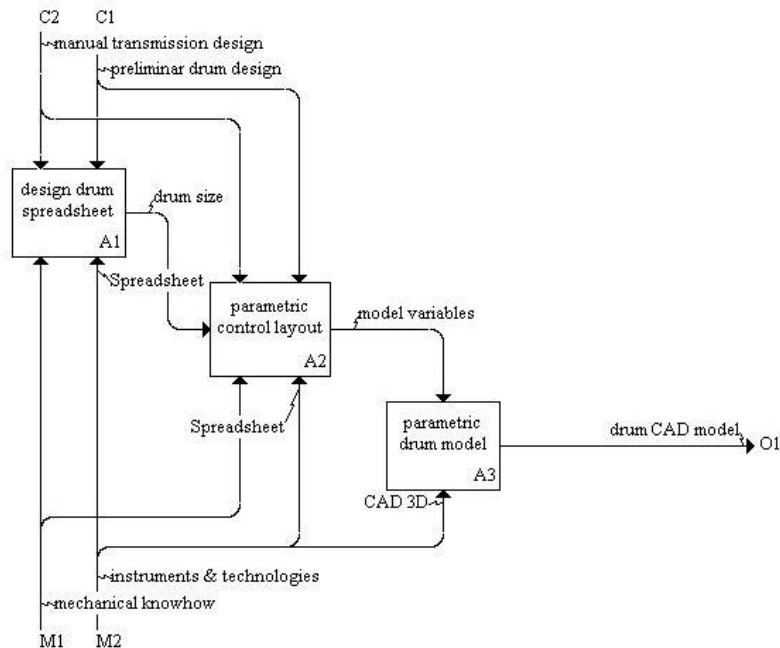 C2 C1
manual transmission design
preliminar drum design
design drum
spreadsheet
A1
drum size
Spreadsheet
parametric
control layout
A2
model variables
Spreadsheet
parametric
drum model
A3
drum CAD model
O1
CAD 3D
instruments & technologies
mechanical knowhow
M1 M2